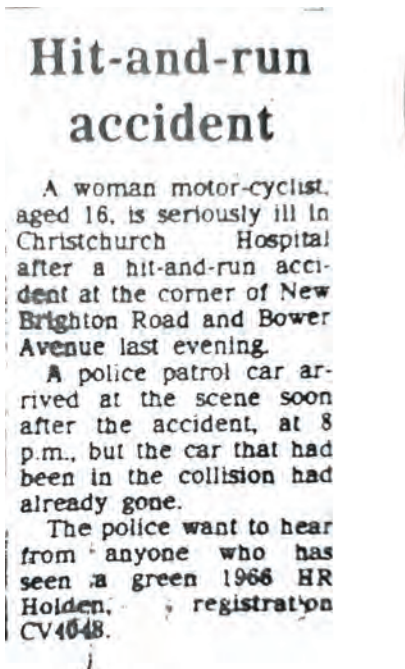 Hit-and-run
accident
A woman motor-cyclist,
aged 16, is seriously ill in
Christchurch Hospital
after a hit-and-run acci-
dent at the corner of New
Brighton Road and Bower
Avenue last evening.
A police patrol car ar-
rived at the scene soon
after the accident, at 8
p.m., but the car that had
been in the collision had
already gone.
The police want to hear
from anyone who has
seen a green 1966 HR
Holden, registration
CV4048.